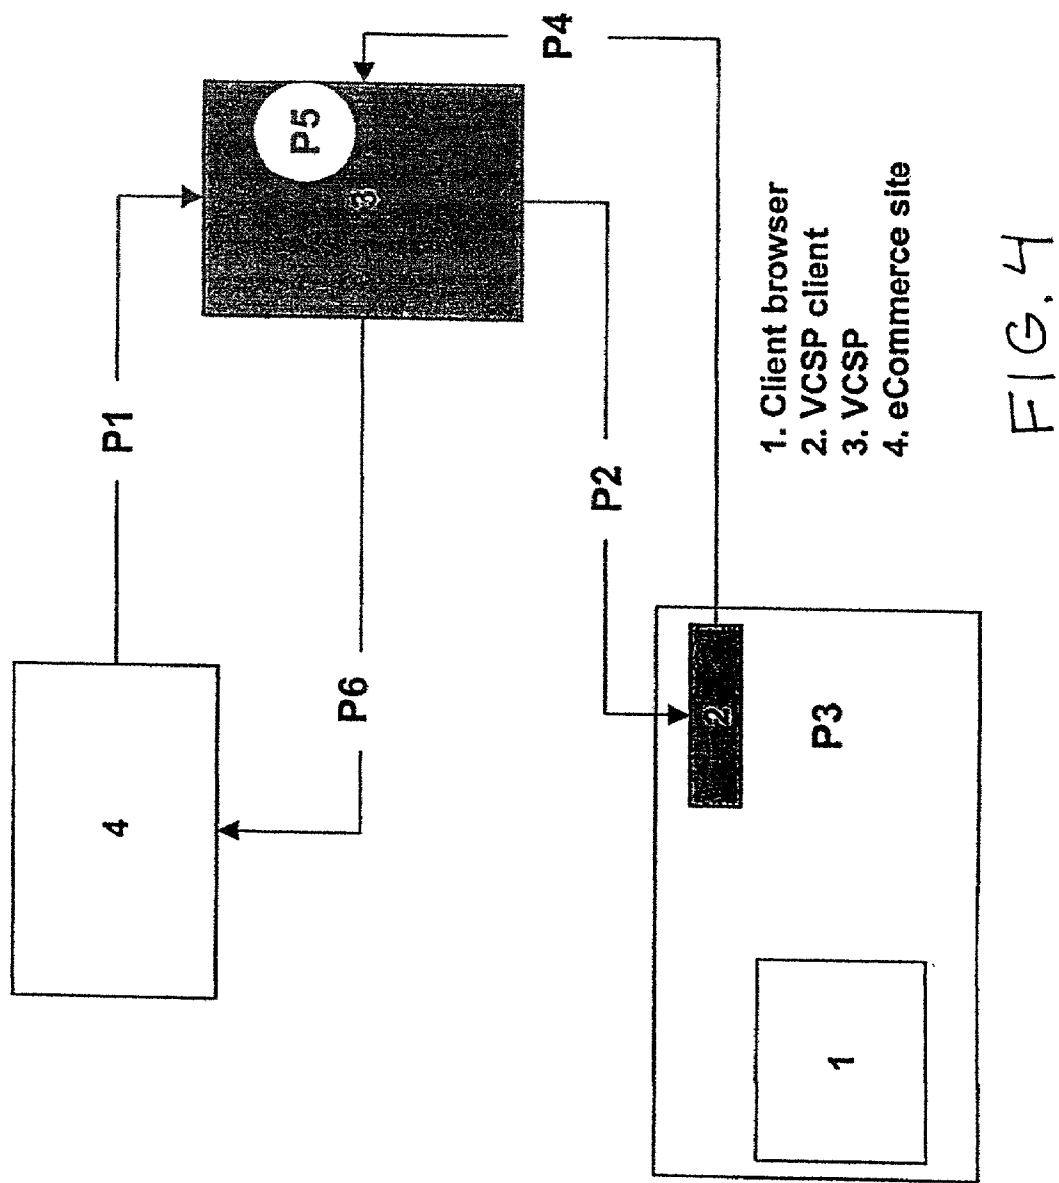 4
P1
P6
3
P5
P4
P2
2
P3
1
1. Client browser
2. VCSP client
3. VCSP
4. eCommerce site
FIG. 4